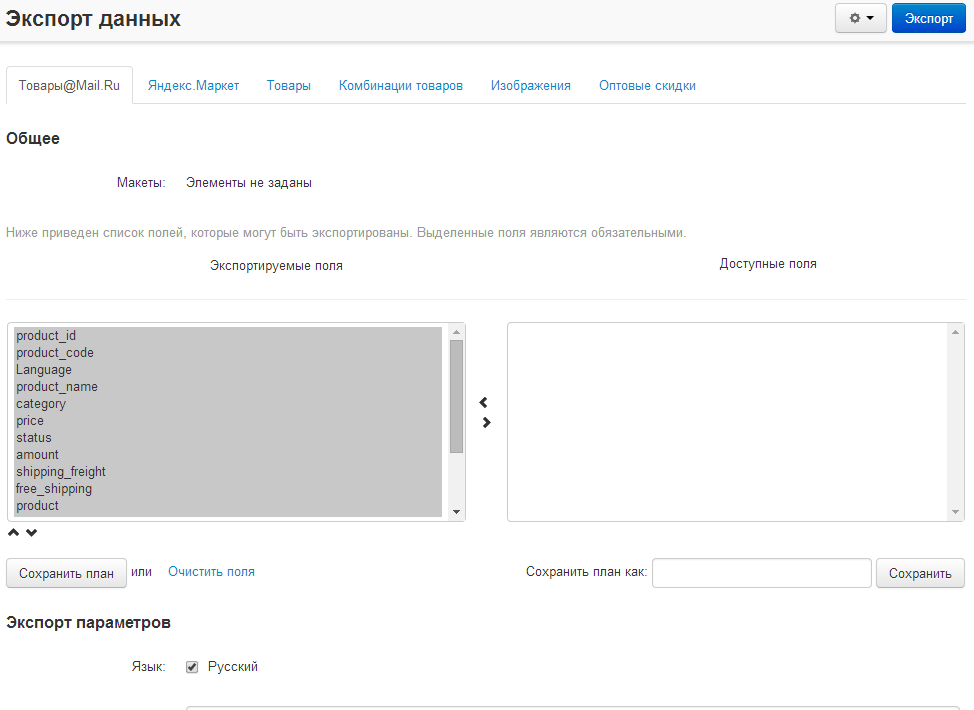 Экспорт данных
Экспорт
Товары@Mail.Ru Яндекс.Маркет Товары Комбинации товаров Изображения Оптовые скидки
Общее
Макеты: Элементы не заданы
Ниже приведен список полей, которые могут быть экспортированы. Выделенные поля являются обязательными.
Экспортируемые поля Доступные поля
product_id
product_code
Language
product_name
category
price
status
amount
shipping_freight
free_shipping
product
Сохранить план или Очистить поля Сохранить план как: Сохранить
Экспорт параметров
Язык: Русский